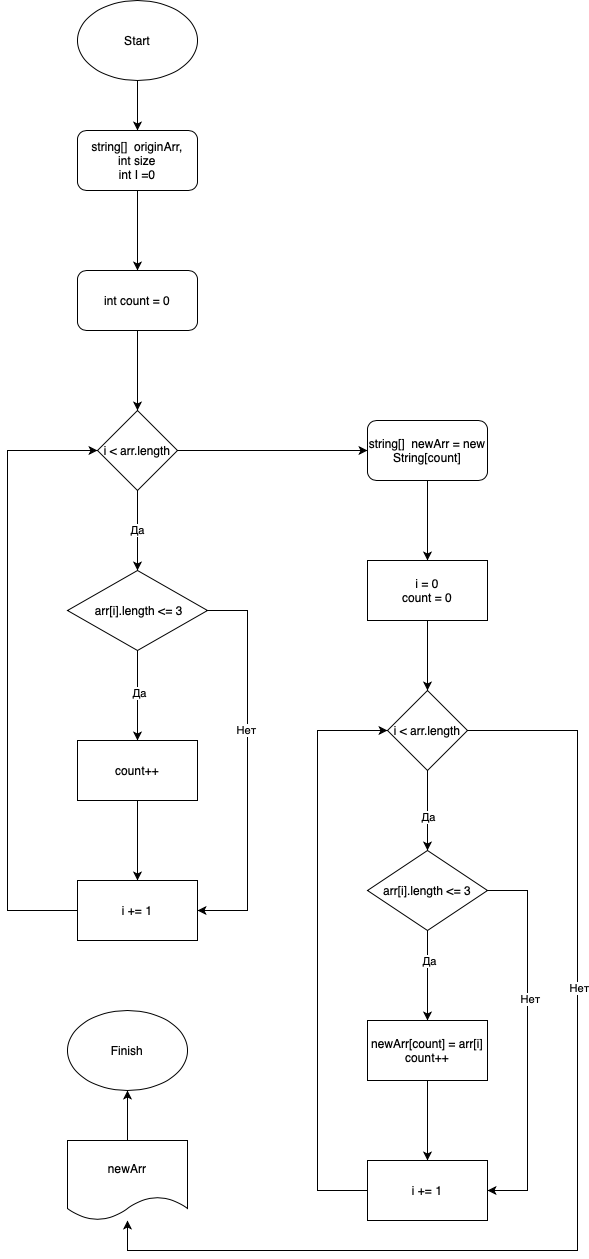 Start
string[]  originArr,
int size
int I =0
int count = 0
i < arr.length
Да
arr[i].length <= 3
Да
Нет
count++
i += 1
string[]  newArr = new
String[count]
i = 0
count = 0
i < arr.length
Да
arr[i].length <= 3
Да
Нет
Нет
newArr[count] = arr[i]
count++
i += 1
Finish
newArr